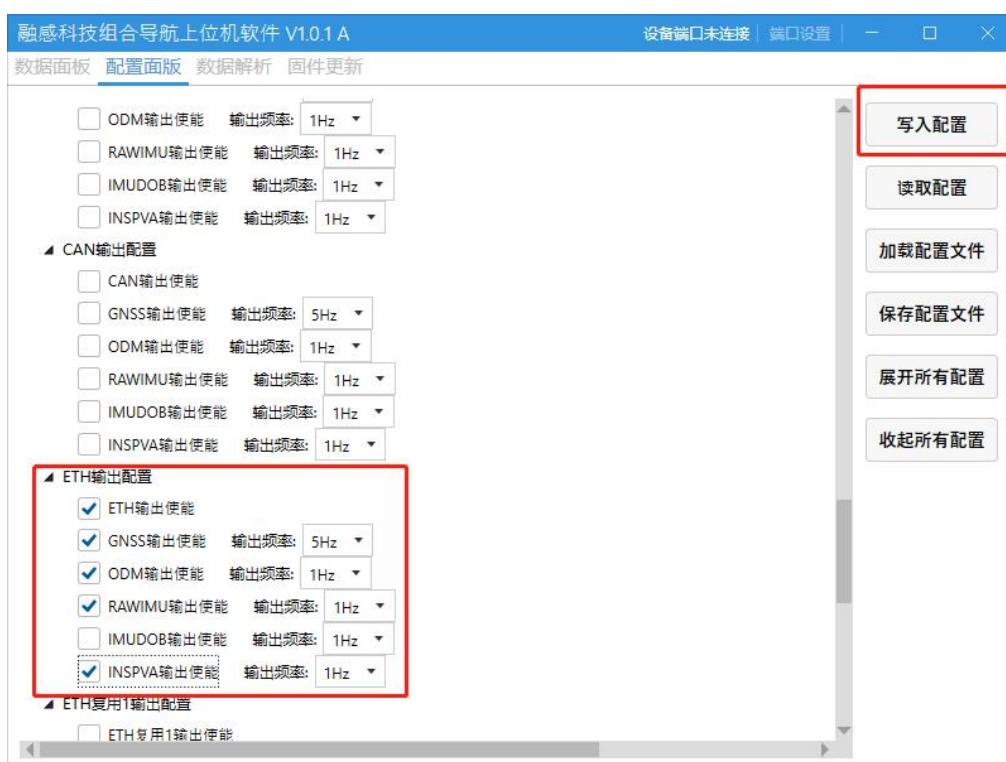 融感科技组合导航上位机软件 V1.0.1 A 设备端口未连接 端口设置
数据面板 配置面版 数据解析 固件更新
ODM输出使能 输出频率: 1Hz
RAWIMU输出使能 输出频率: 1Hz
IMUDOB输出使能 输出频率: 1Hz
INSPVA输出使能 输出频率: 1Hz
CAN输出配置
CAN输出使能
GNSS输出使能 输出频率: 5Hz
ODM输出使能 输出频率: 1Hz
RAWIMU输出使能 输出频率: 1Hz
IMUDOB输出使能 输出频率: 1Hz
INSPVA输出使能 输出频率: 1Hz
ETH输出配置
ETH输出使能
GNSS输出使能 输出频率: 5Hz
ODM输出使能 输出频率: 1Hz
RAWIMU输出使能 输出频率: 1Hz
IMUDOB输出使能 输出频率: 1Hz
INSPVA输出使能 输出频率: 1Hz
ETH复用1输出配置
ETH复用1输出使能
写入配置
读取配置
加载配置文件
保存配置文件
展开所有配置
收起所有配置